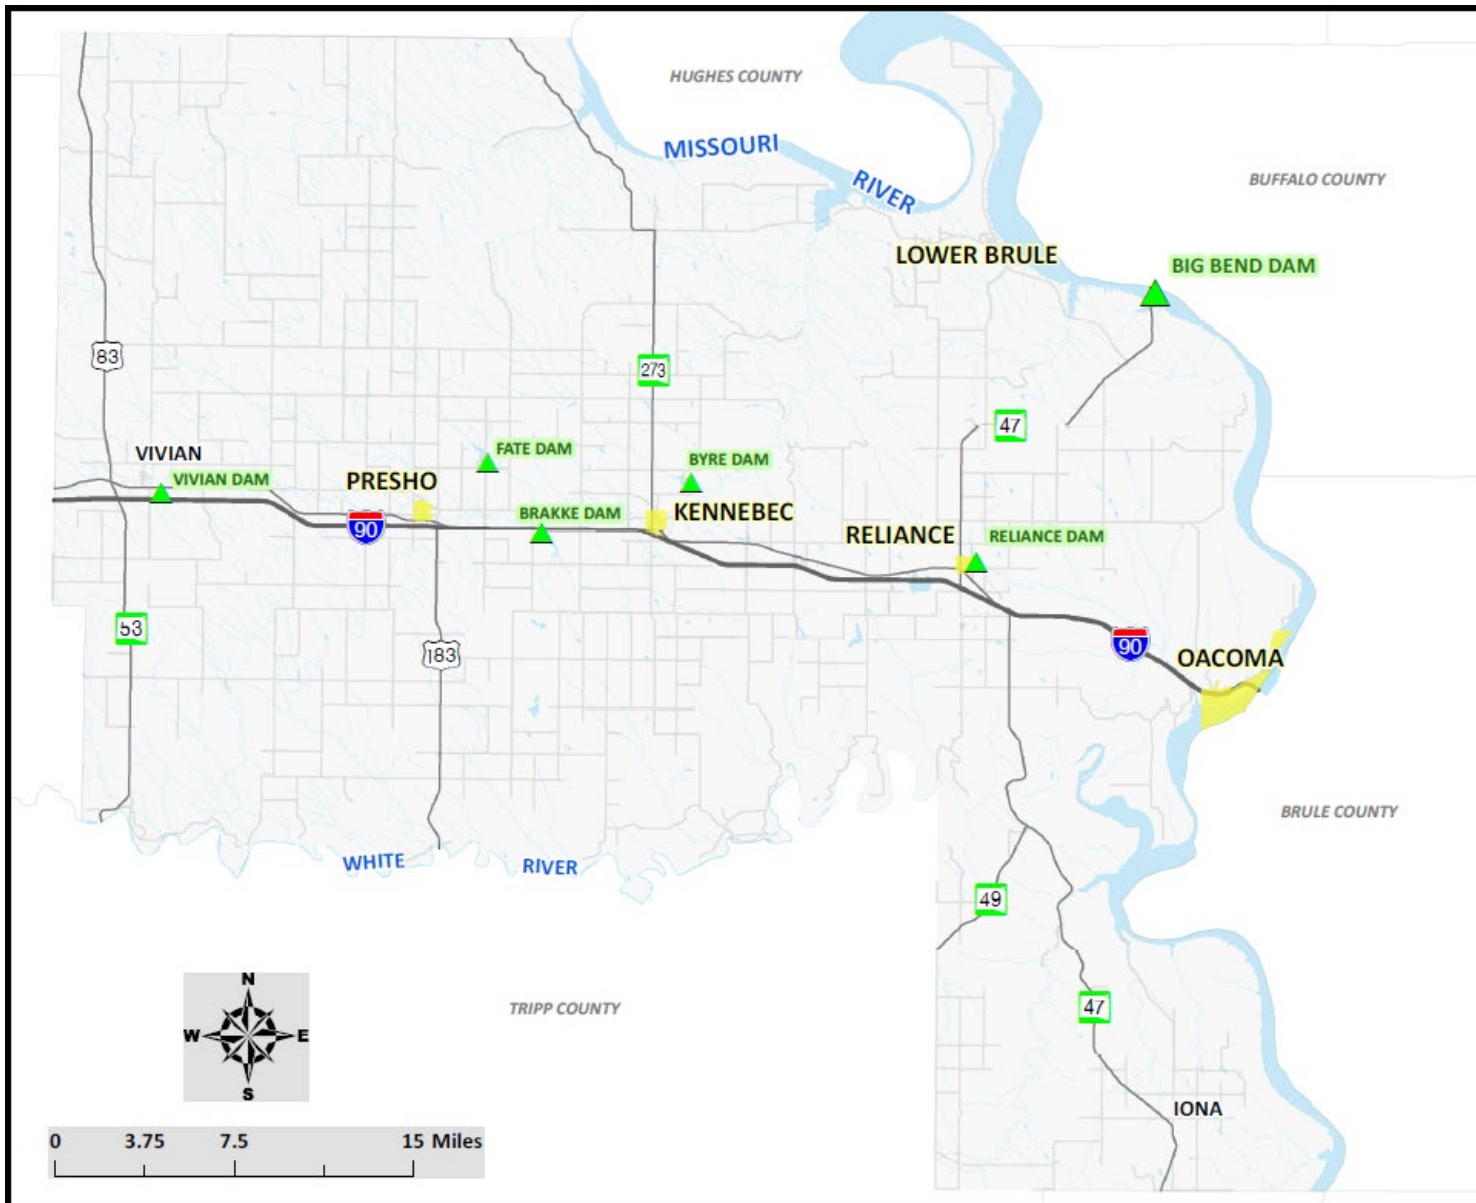 HUGHES COUNTY
MISSOURI
RIVER
BUFFALO COUNTY
LOWER BRULE
BIG BEND DAM
83
273
47
VIVIAN
VIVIAN DAM
PRESHO
FATE DAM
BYRE DAM
BRAKKE DAM
KENNEBEC
90
RELIANCE
RELIANCE DAM
53
183
90
OACOMA
BRULE COUNTY
WHITE
RIVER
49
47
TRIPP COUNTY
N
W E
S
IONA
0 3.75 7.5 15 Miles